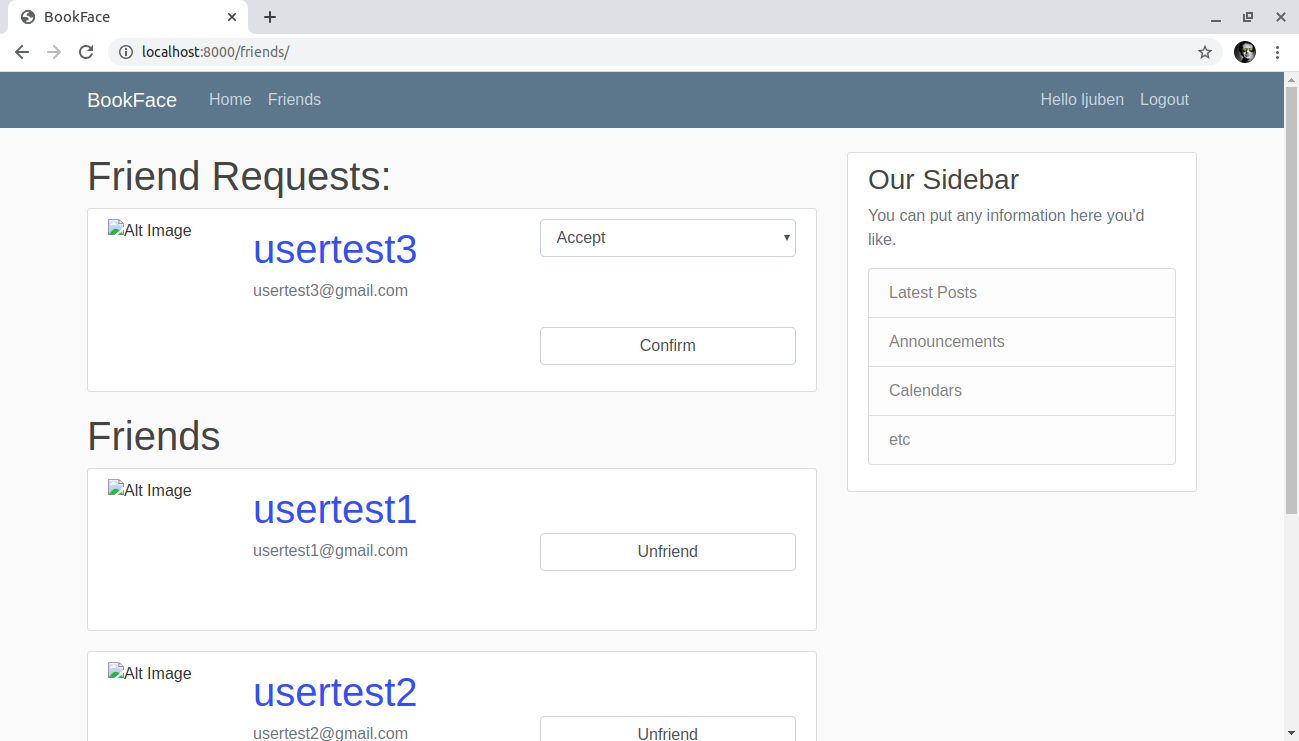 BookFace
localhost:8000/friends/
BookFace Home Friends Hello ljuben Logout
Friend Requests:
Alt Image
usertest3
usertest3@gmail.com
Accept
Confirm
Friends
Alt Image
usertest1
usertest1@gmail.com
Unfriend
Alt Image
usertest2
usertest2@gmail.com
Unfriend
Our Sidebar
You can put any information here you'd
like.
Latest Posts
Announcements
Calendars
etc